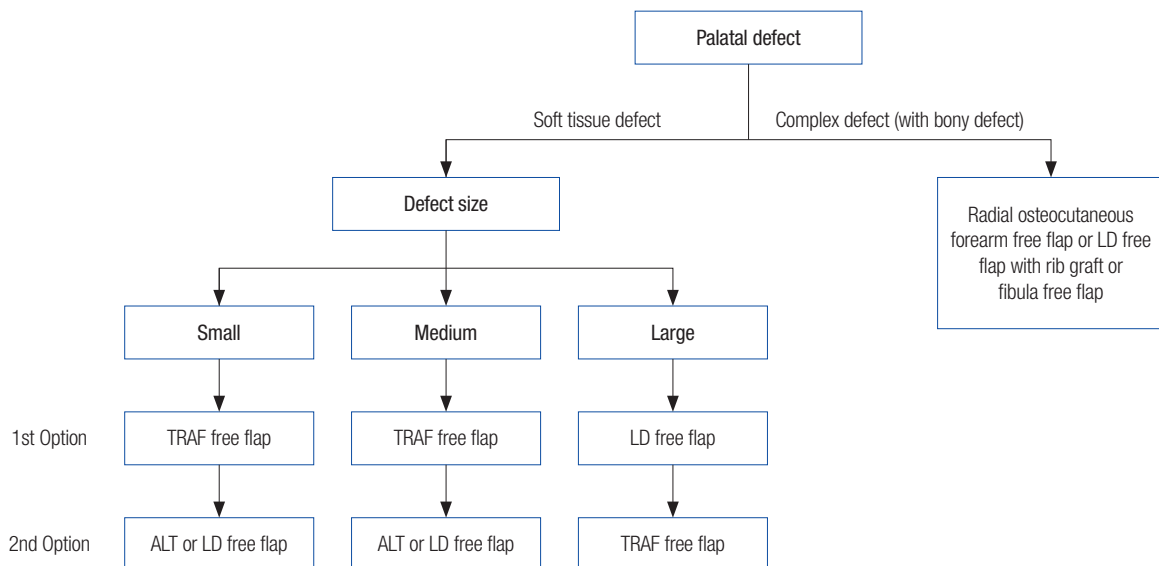 Palatal defect
Soft tissue defect
Complex defect (with bony defect)
Defect size
Radial osteocutaneous
forearm free flap or LD free
flap with rib graft or
fibula free flap
Small
Medium
Large
1st Option
TRAF free flap
TRAF free flap
LD free flap
2nd Option
ALT or LD free flap
ALT or LD free flap
TRAF free flap